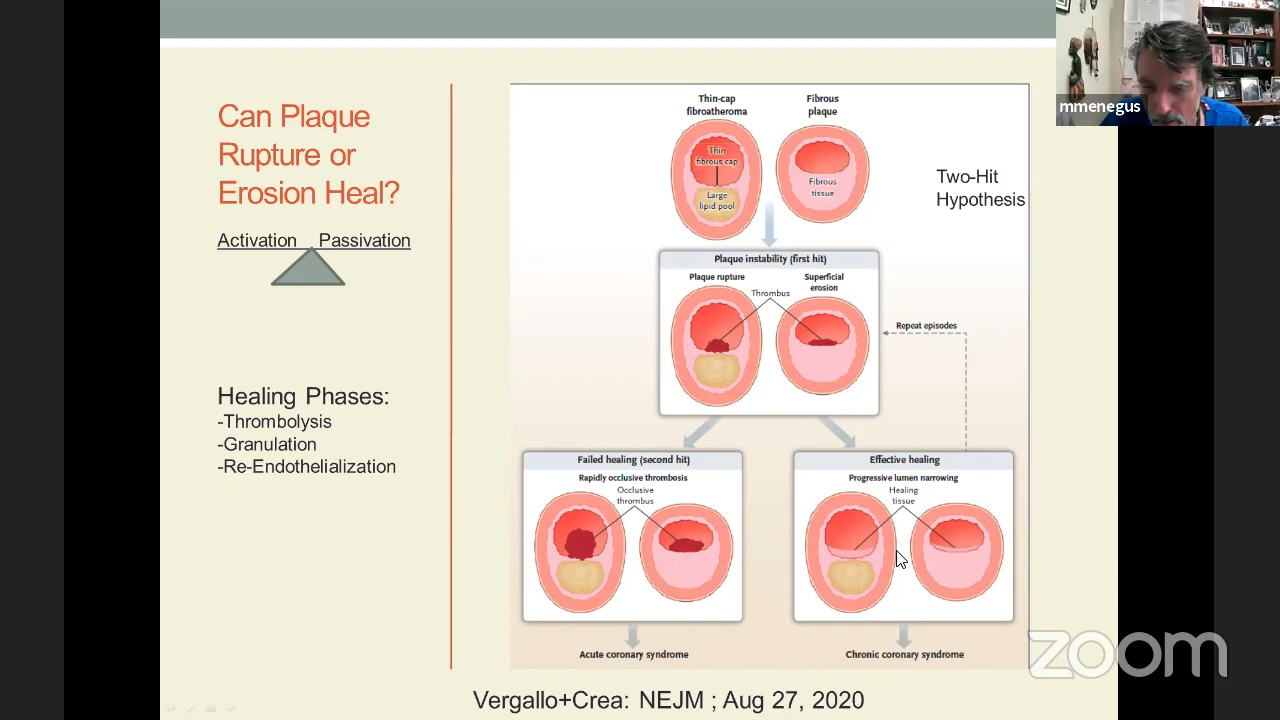 Can Plaque
Rupture or
Erosion Heal?
Activation Passivation
Healing Phases:
-Thrombolysis
-Granulation
-Re-Endothelialization
Thin-cap
fibroatheroma
Fibrous
plaque
Thin
fibrous cap
Large
lipid pool
Fibrous
tissue
Two-Hit
Hypothesis
Plaque instability (first hit)
Plaque rupture
Superficial
erosion
Thrombus
Repeat episodes
Failed healing (second hit)
Rapidly occlusive thrombosis
Occlusive
thrombus
Effective healing
Progressive lumen narrowing
Healing
tissue
Acute coronary syndrome
Chronic coronary syndrome
Vergallo+Crea: NEJM ; Aug 27, 2020
mmenegus
zoom